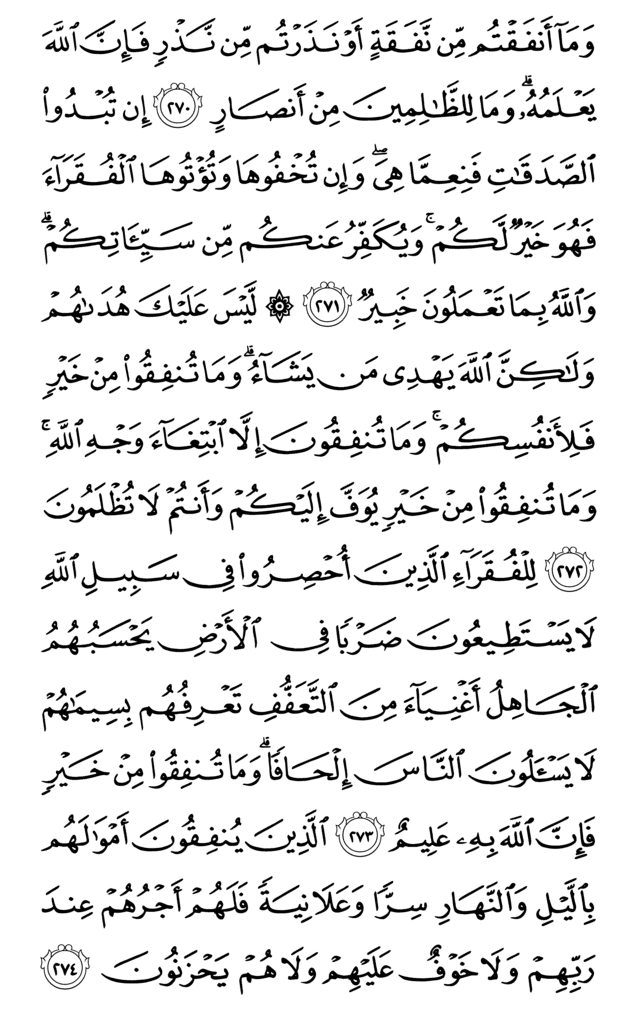 وَمَآ أَنفَقۡتُم مِّن نَّفَقَةٍ أَوۡ نَذَرۡتُم مِّن نَّذۡرٖ فَإِنَّ ٱللَّهَ
يَعۡلَمُهُۥۗ وَمَا لِلظَّٰلِمِينَ مِنۡ أَنصَارٍ ٢٧٠ إِن تُبۡدُواْ
ٱلصَّدَقَٰتِ فَنِعِمَّا هِيَۖ وَإِن تُخۡفُوهَا وَتُؤۡتُوهَا ٱلۡفُقَرَآءَ
فَهُوَ خَيۡرٞ لَّكُمۡۚ وَيُكَفِّرُ عَنكُم مِّن سَيِّـَٔاتِكُمۡۗ
وَٱللَّهُ بِمَا تَعۡمَلُونَ خَبِيرٞ ٢٧١ ۞ لَّيۡسَ عَلَيۡكَ هُدَىٰهُمۡ
وَلَٰكِنَّ ٱللَّهَ يَهۡدِي مَن يَشَآءُۗ وَمَا تُنفِقُواْ مِنۡ خَيۡرٖ
فَلِأَنفُسِكُمۡۚ وَمَا تُنفِقُونَ إِلَّا ٱبۡتِغَآءَ وَجۡهِ ٱللَّهِۚ
وَمَا تُنفِقُواْ مِنۡ خَيۡرٖ يُوَفَّ إِلَيۡكُمۡ وَأَنتُمۡ لَا تُظۡلَمُونَ
٢٧٢ لِلۡفُقَرَآءِ ٱلَّذِينَ أُحۡصِرُواْ فِي سَبِيلِ ٱللَّهِ
لَا يَسۡتَطِيعُونَ ضَرۡبٗا فِي ٱلۡأَرۡضِ يَحۡسَبُهُمُ
ٱلۡجَاهِلُ أَغۡنِيَآءَ مِنَ ٱلتَّعَفُّفِ تَعۡرِفُهُم بِسِيمَٰهُمۡ
لَا يَسۡـَٔلُونَ ٱلنَّاسَ إِلۡحَافٗاۗ وَمَا تُنفِقُواْ مِنۡ خَيۡرٖ
فَإِنَّ ٱللَّهَ بِهِۦ عَلِيمٌ ٢٧٣ ٱلَّذِينَ يُنفِقُونَ أَمۡوَٰلَهُم
بِٱلَّيۡلِ وَٱلنَّهَارِ سِرّٗا وَعَلَانِيَةٗ فَلَهُمۡ أَجۡرُهُمۡ عِندَ
رَبِّهِمۡ وَلَا خَوۡفٌ عَلَيۡهِمۡ وَلَا هُمۡ يَحۡزَنُونَ ٢٧٤